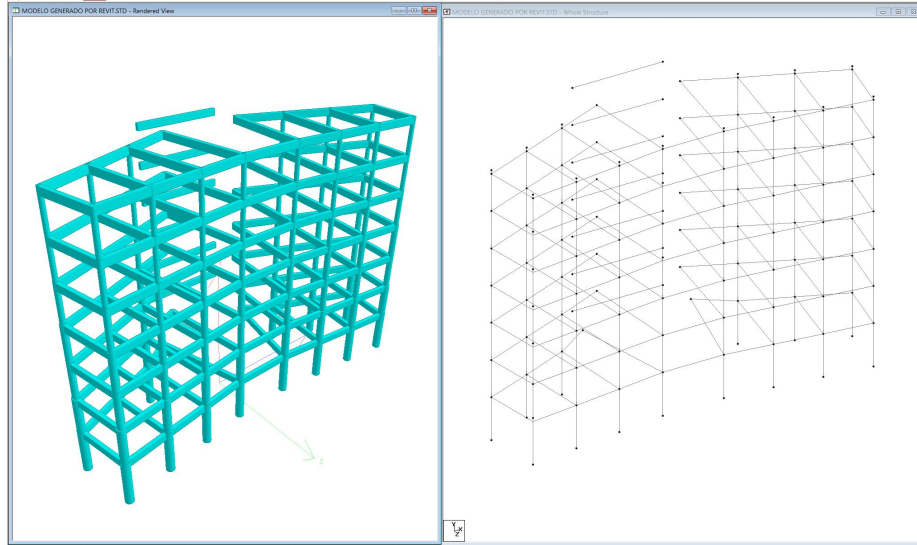 MODELO GENERADO POR REVIT.STD - Rendered View
MODELO GENERADO POR REVIT.STD - Whole Structure
Z
Y
X
Z